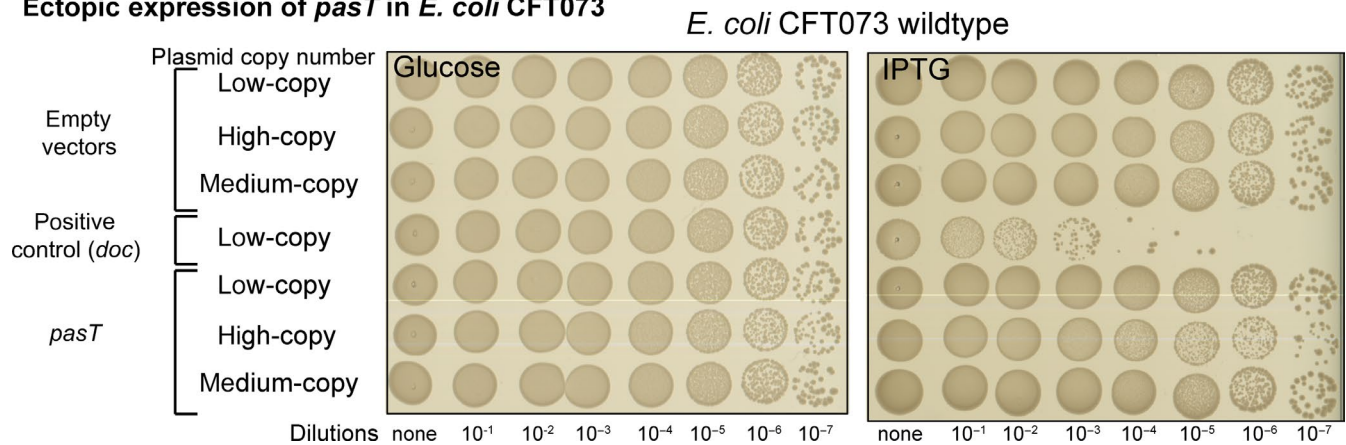 Ectopic expression of pasT in E. coli CFT073
E. coli CFT073 wildtype
Plasmid copy number
Glucose
IPTG
Empty
vectors
Low-copy
High-copy
Medium-copy
Positive
control (doc)
Low-copy
pasT
Low-copy
High-copy
Medium-copy
Dilutions none 10⁻¹ 10⁻² 10⁻³ 10⁻⁴ 10⁻⁵ 10⁻⁶ 10⁻⁷
none 10⁻¹ 10⁻² 10⁻³ 10⁻⁴ 10⁻⁵ 10⁻⁶ 10⁻⁷